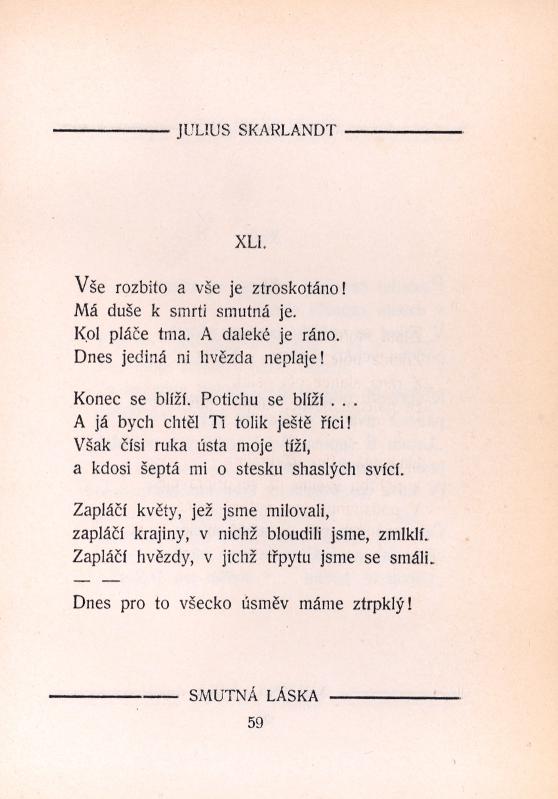 JULIUS SKARLANDT
XLI.
Vše rozbito a vše je ztroskotáno!
Má duše k smrti smutná je.
Kol pláče tma. A daleké je ráno.
Dnes jediná ni hvězda neplaje!
Konec se blíží. Potichu se blíží . . .
A já bych chtěl Ti tolik ještě říci!
Však čísi ruka ústa moje tíží,
a kdosi šeptá mi o stesku shaslých svící.
Zapláčí květy, jež jsme milovali,
zapláčí krajiny, v nichž bloudili jsme, zmlklí.
Zapláčí hvězdy, v jichž třpytu jsme se smáli.
— —
Dnes pro to všecko úsměv máme ztrpklý!
SMUTNÁ LÁSKA
59